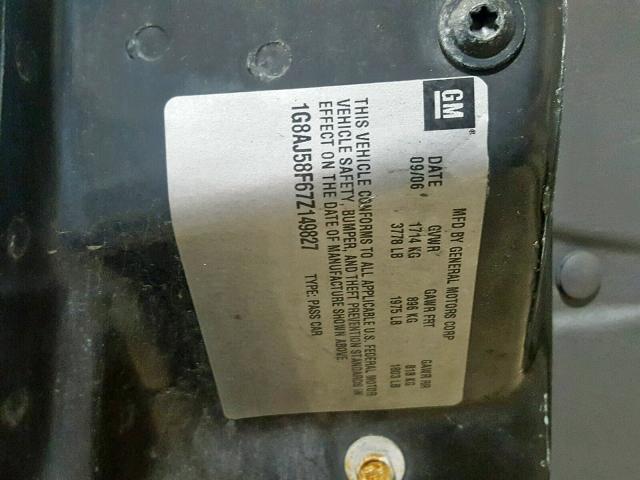 GM
MFD BY GENERAL MOTORS CORP
DATE GVWR GAWR FRT GAWR RR
09/06 1714 KG 896 KG 818 KG
3778 LB 1975 LB 1803 LB
THIS VEHICLE CONFORMS TO ALL APPLICABLE U.S. FEDERAL MOTOR
VEHICLE SAFETY, BUMPER, AND THEFT PREVENTION STANDARDS IN
EFFECT ON THE DATE OF MANUFACTURE SHOWN ABOVE
1G8AJ58F67Z149827 TYPE: PASS CAR